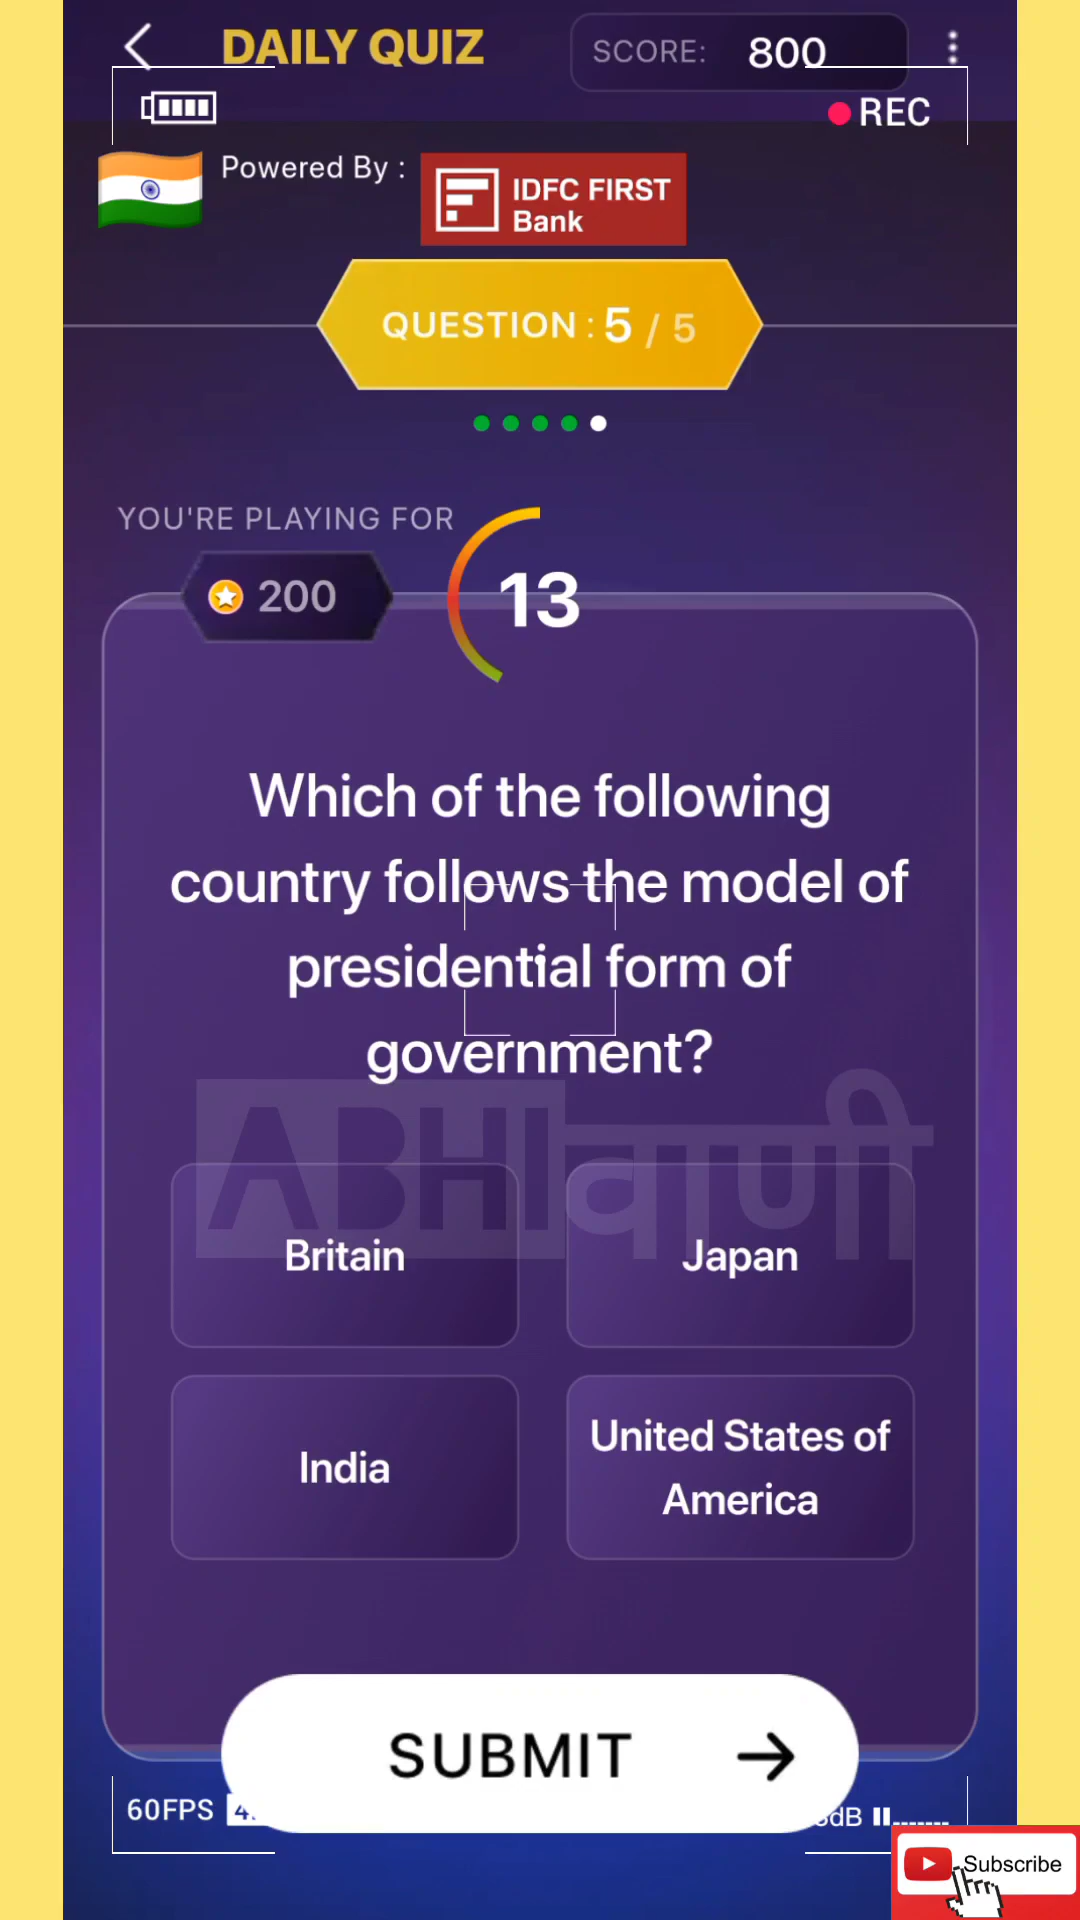 DAILY QUIZ
SCORE: 800
REC
Powered By :
IDFC FIRST
Bank
QUESTION : 5 / 5
YOU'RE PLAYING FOR
200
13
Which of the following
country follows the model of
presidential form of
government?
ABHIवाणी
Britain
Japan
India
United States of
America
SUBMIT
60FPS
dB
Subscribe